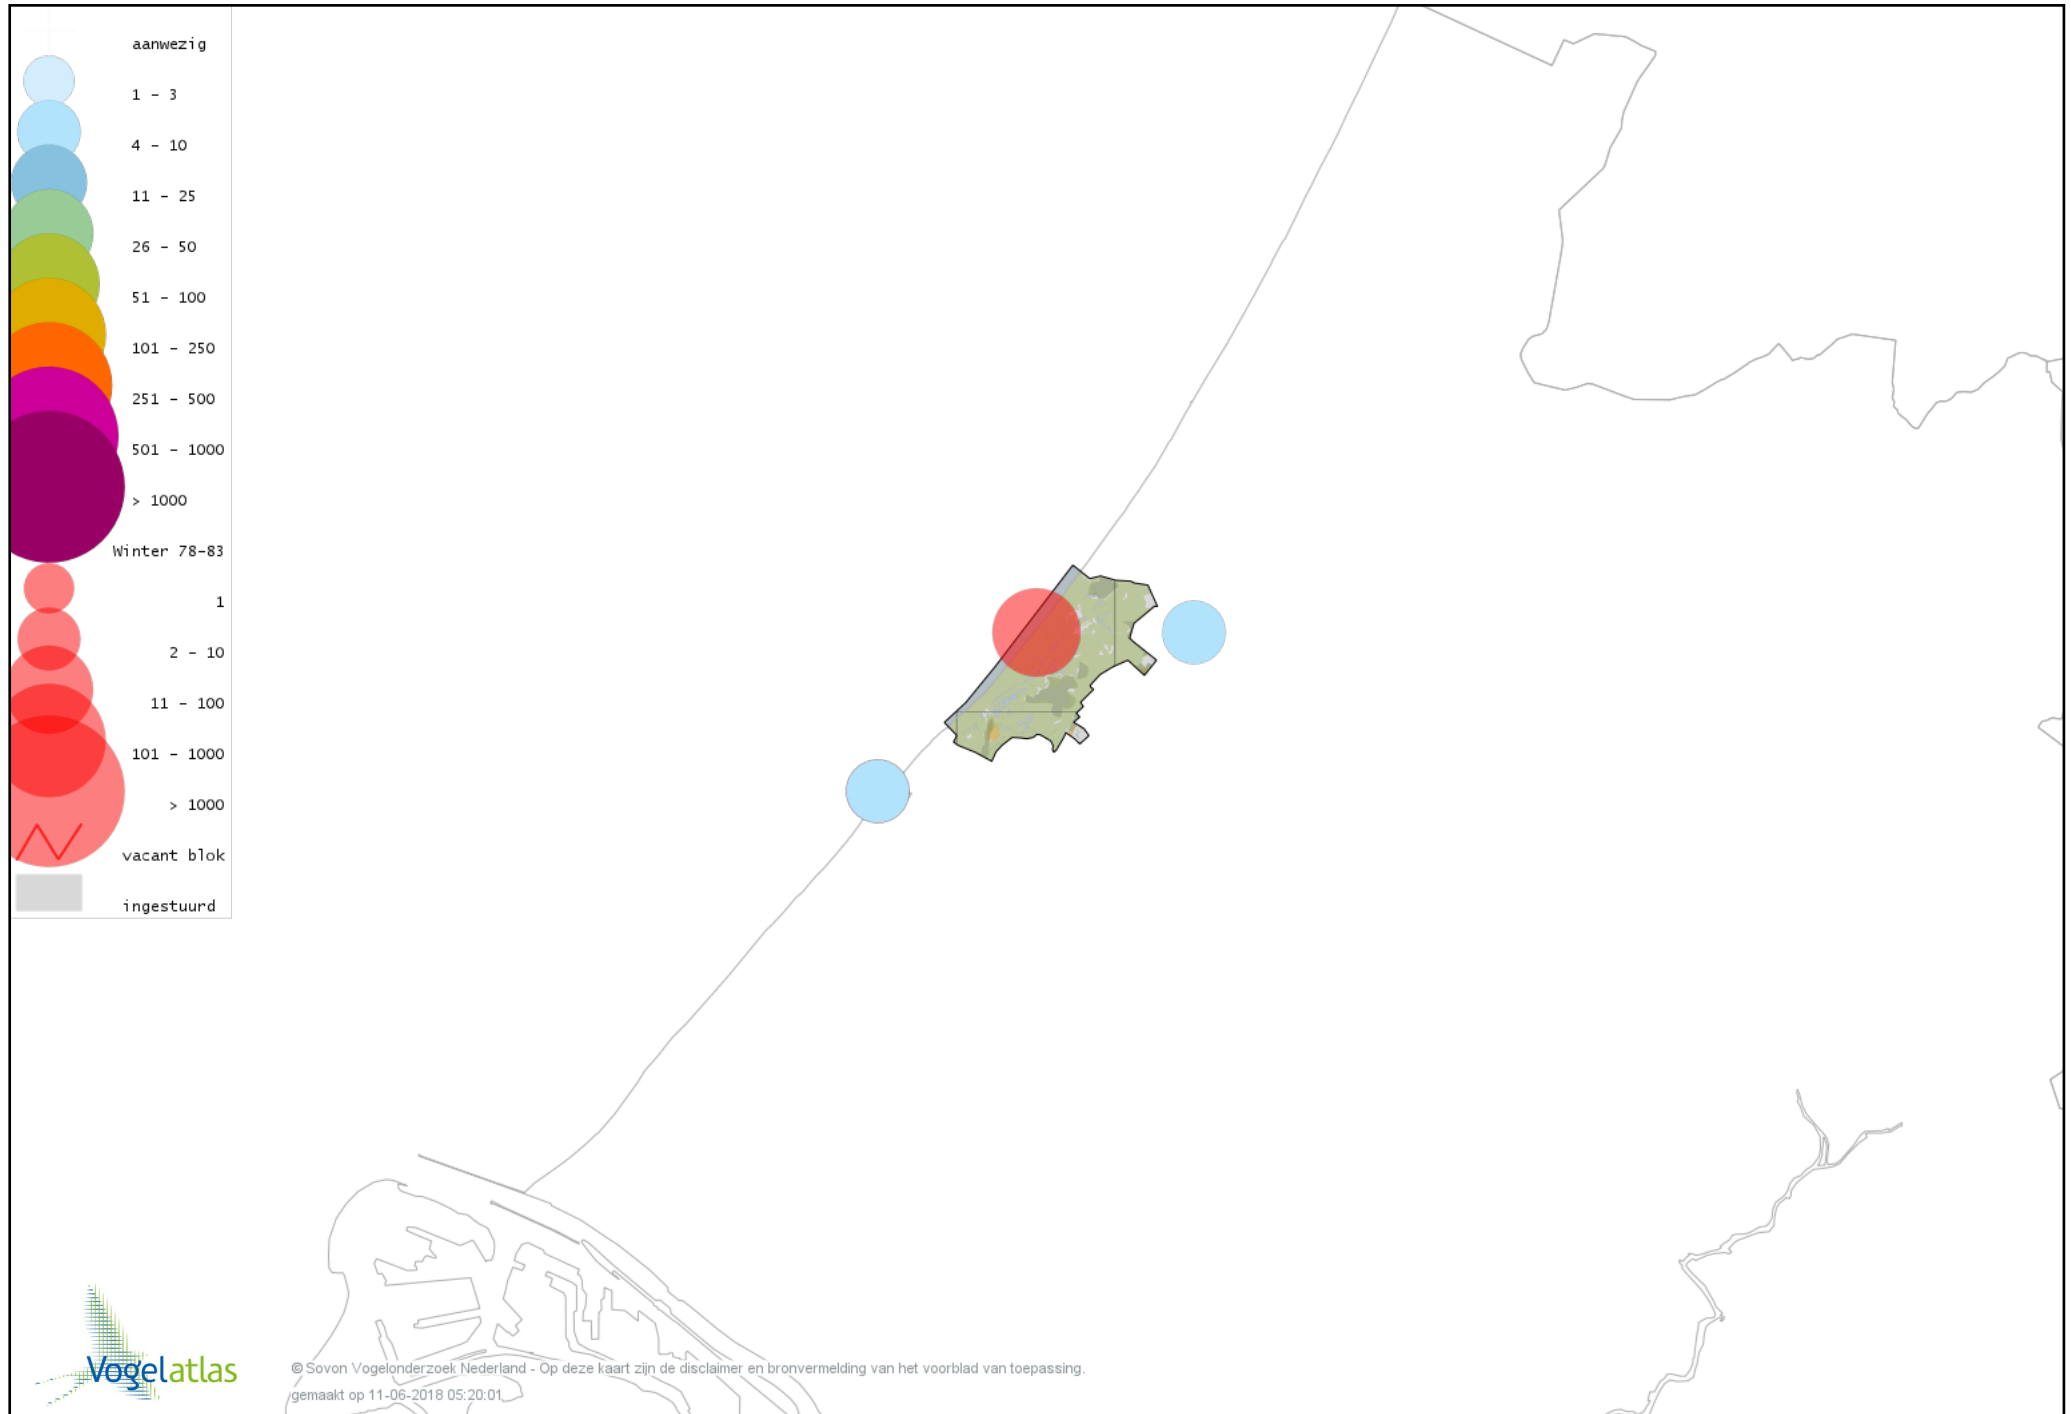 aanwezig
1 - 3
4 - 10
11 - 25
26 - 50
51 - 100
101 - 250
251 - 500
501 - 1000
> 1000
Winter 78-83
1
2 - 10
11 - 100
101 - 1000
> 1000
vacant blok
ingestuurd
Vogelatlas
© Sovon Vogelonderzoek Nederland - Op deze kaart zijn de disclaimer en bronvermelding van het voorblad van toepassing.
gemaakt op 11-06-2018 05:20:01